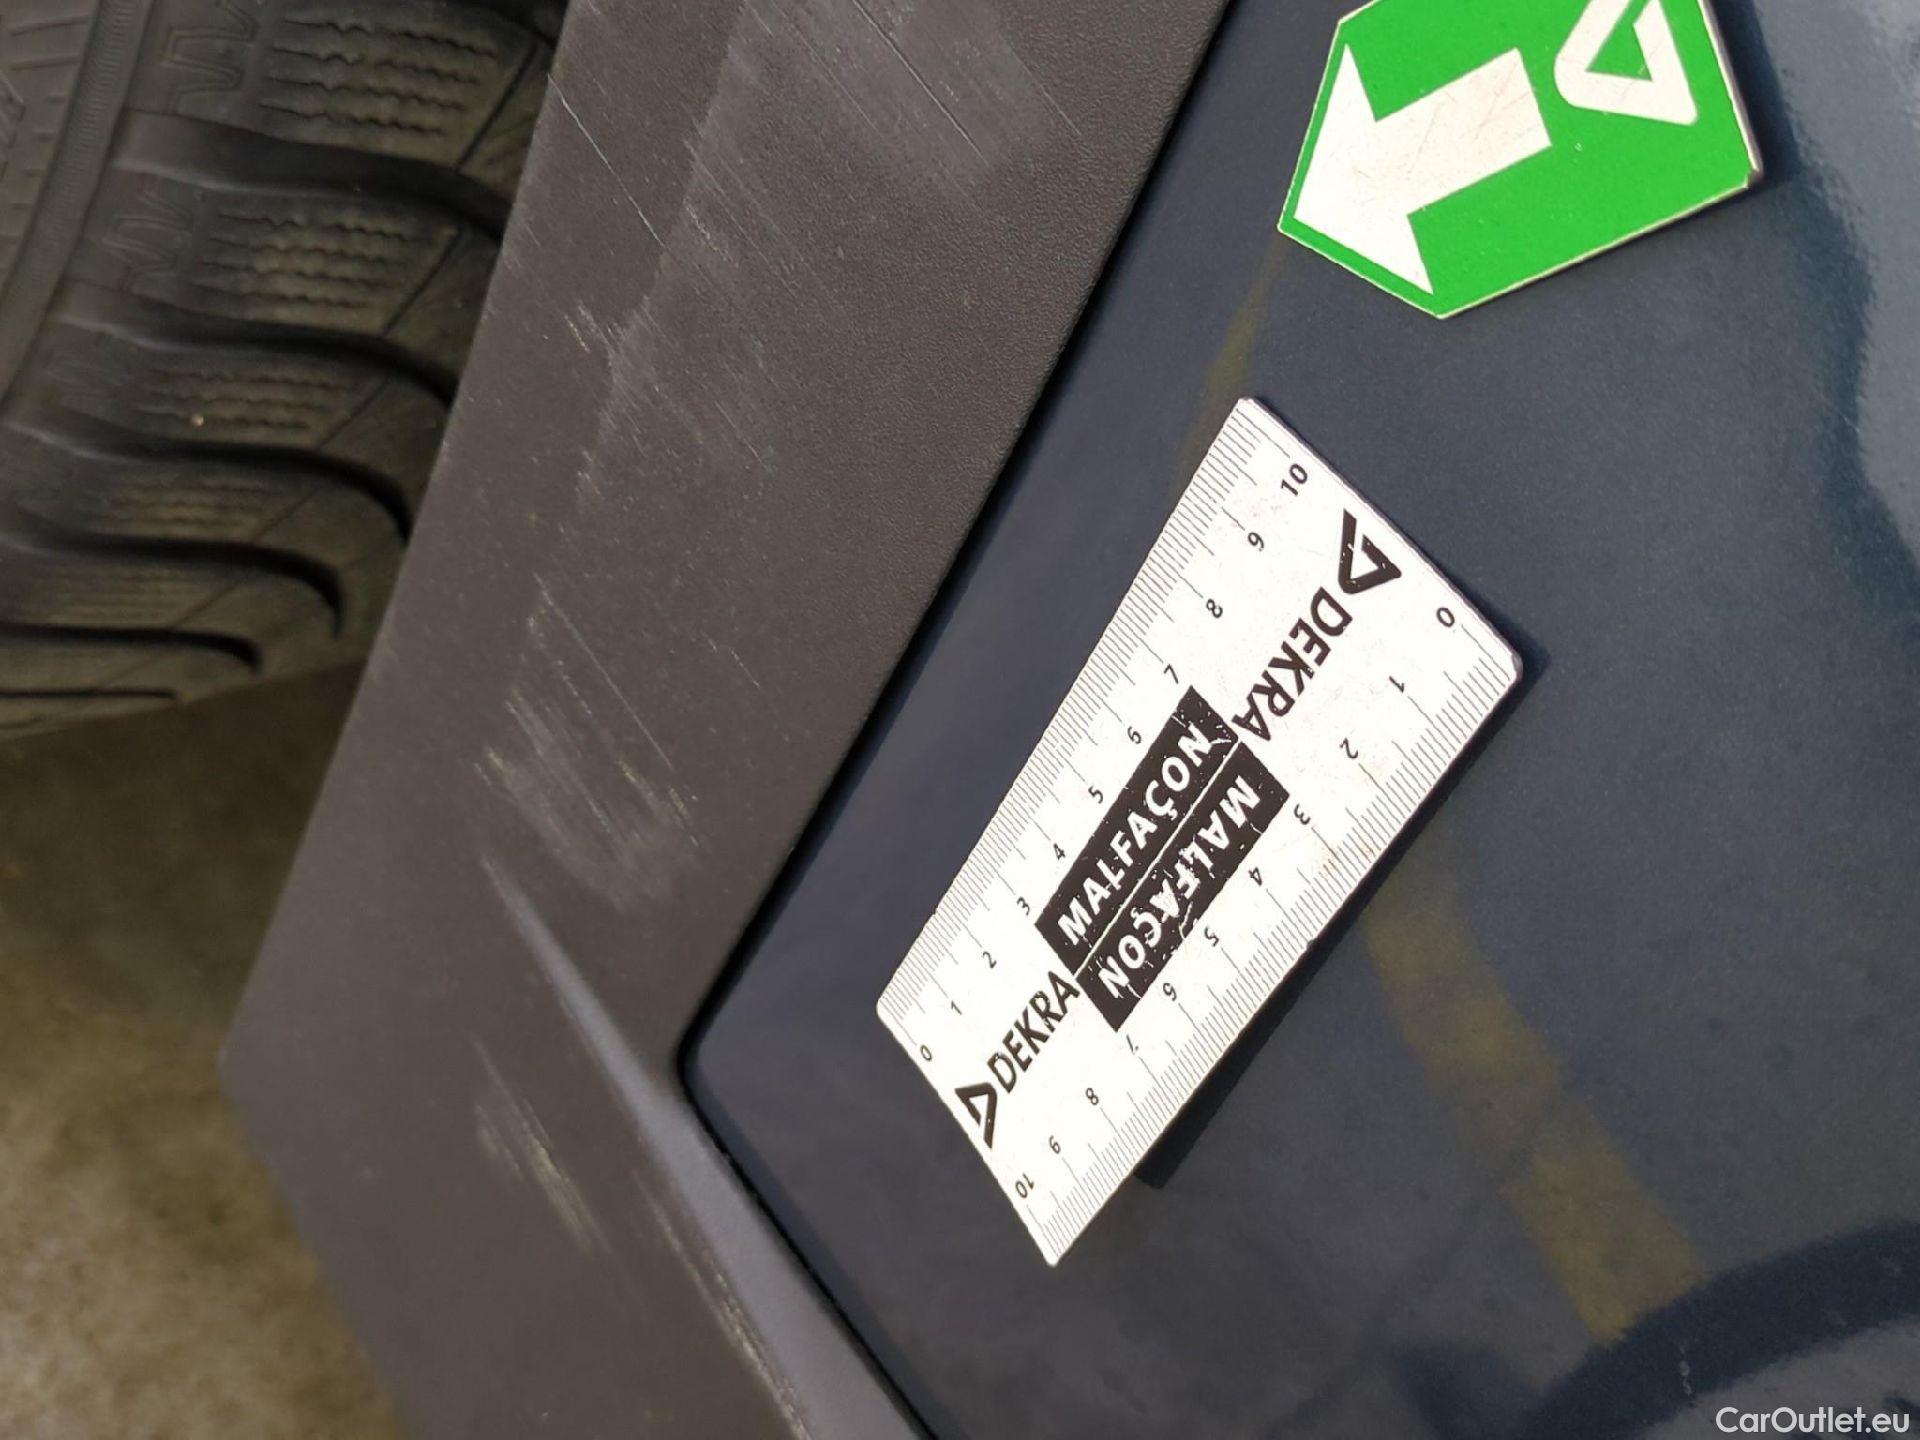 0 1 2 3 4 5 6 7 8 9 10
DEKRA MALFAÇON
MALFAÇON DEKRA
0 1 2 3 4 5 6 7 8 9 10
CarOutlet.eu